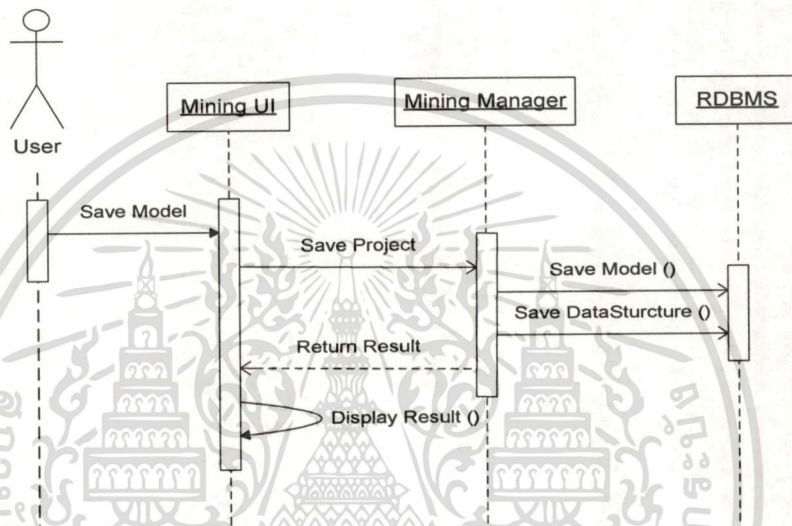 User
Mining UI
Mining Manager
RDBMS
Save Model
Save Project
Save Model ()
Save DataSturcture ()
Return Result
Display Result ()